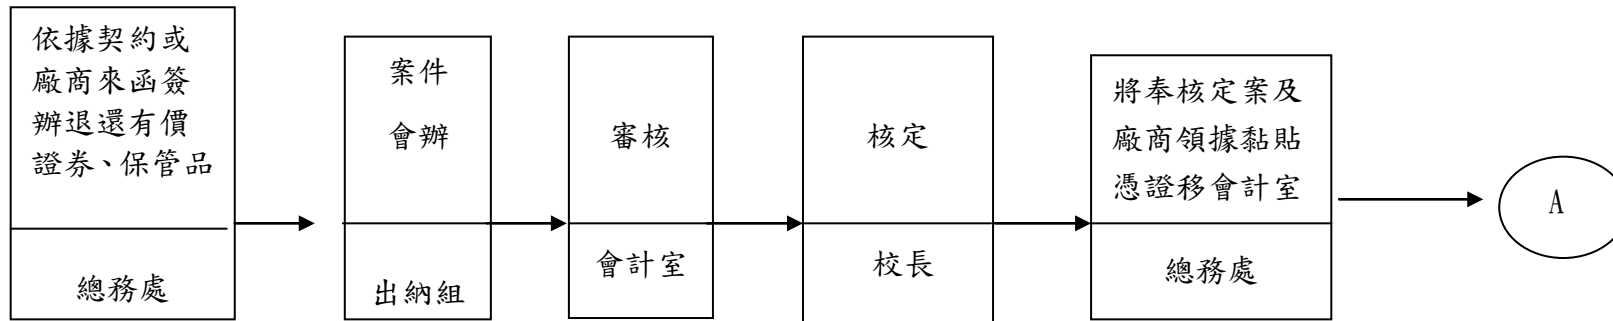 依據契約或
廠商來函簽
辦退還有價
證券、保管品
總務處
案件
會辦
出納組
審核
會計室
核定
校長
將奉核定案及
廠商領據黏貼
憑證移會計室
總務處
A